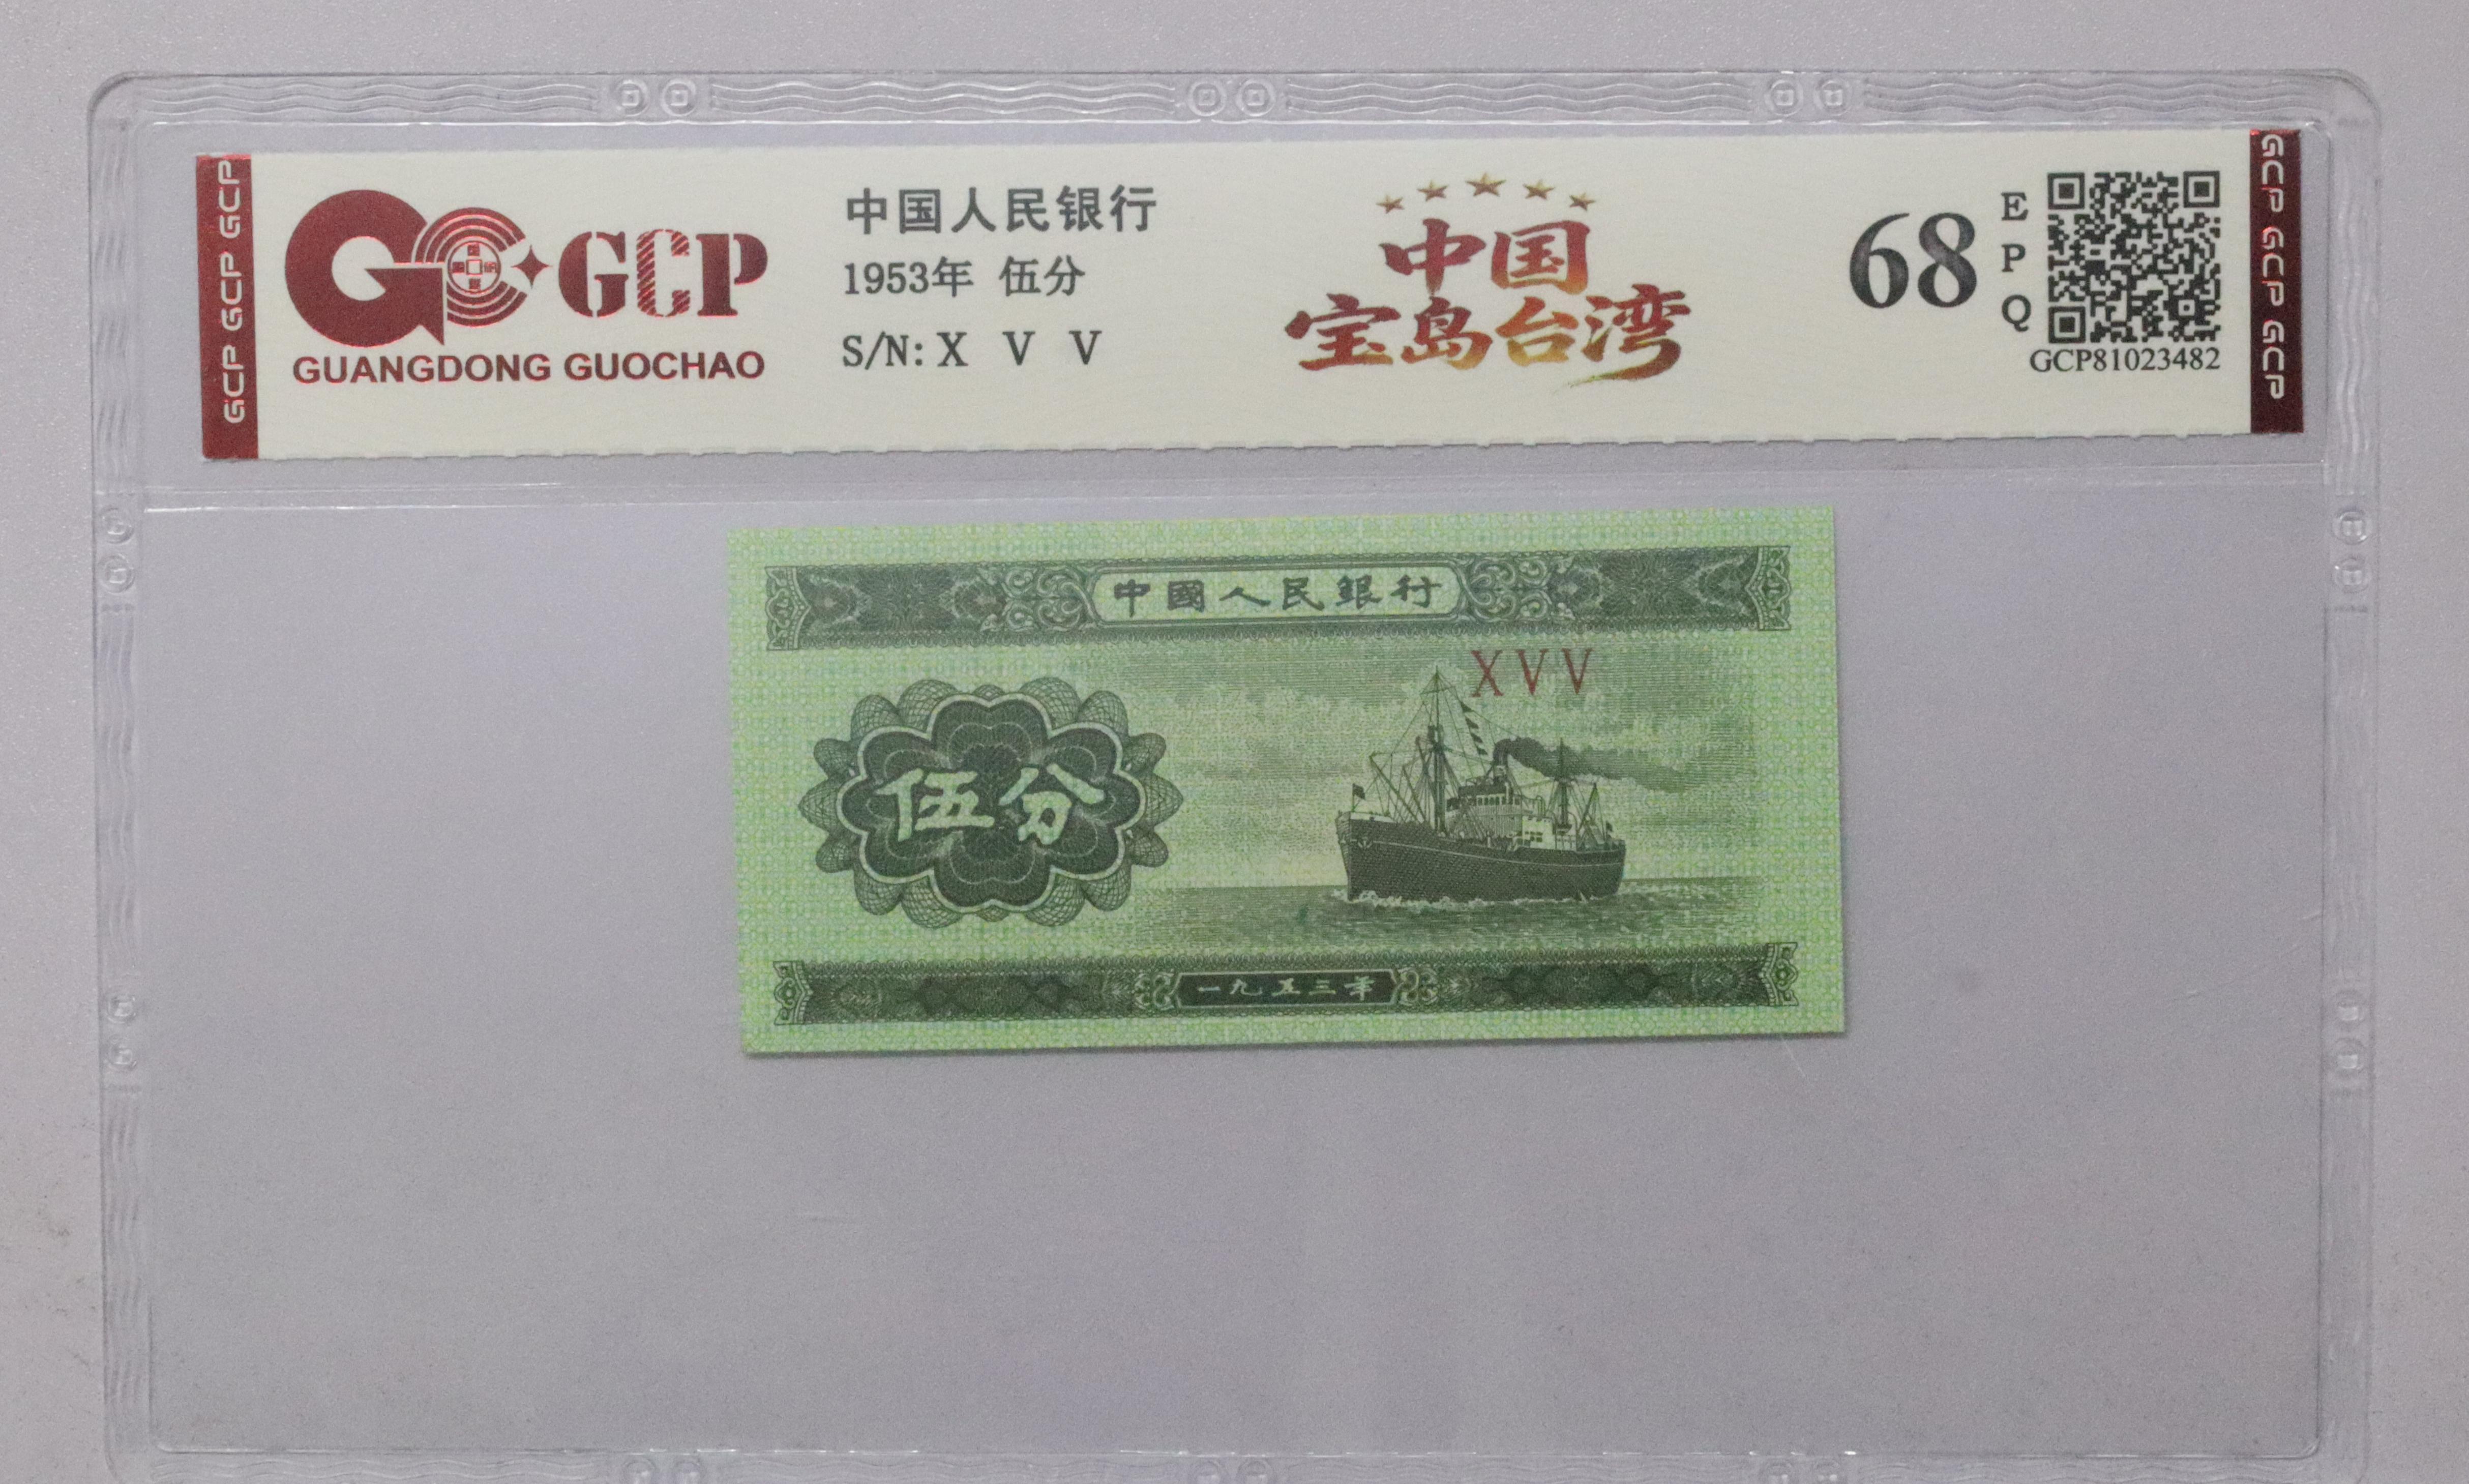 GCP GCP GCP
GCP
GUANGDONG GUOCHAO
中国人民银行
1953年 伍分
S/N: X V V
中国
宝岛台湾
68
EPQ
GCP81023482
GCP GCP GCP
中國人民銀行
XVV
伍分
一九五三年